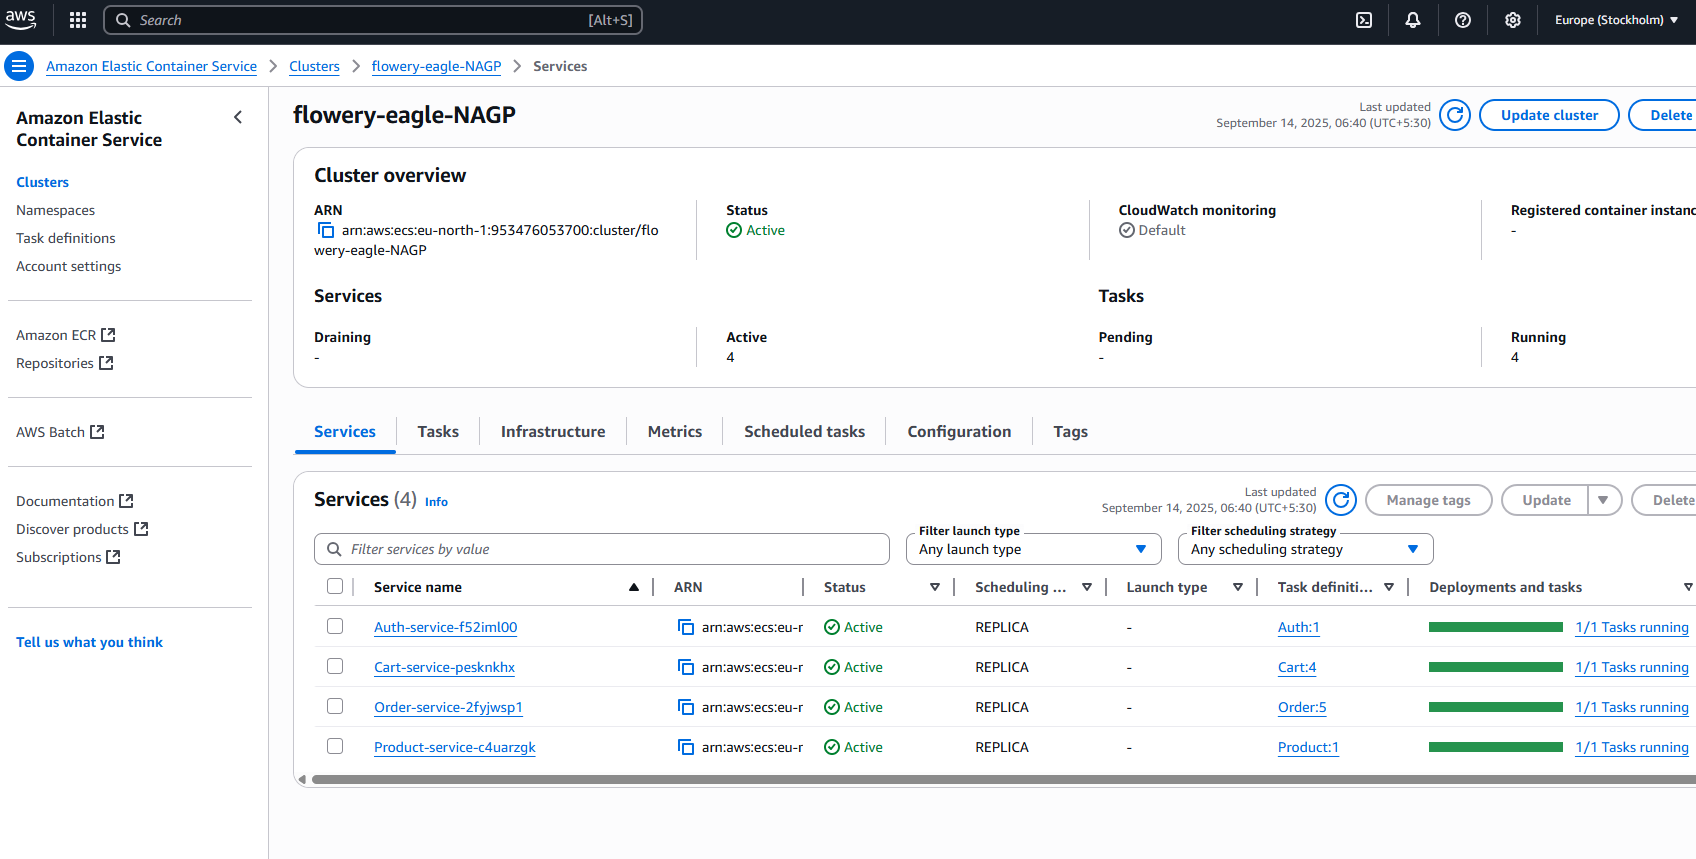 aws
Search [Alt+S]
Europe (Stockholm)
Amazon Elastic Container Service
Clusters
flowery-eagle-NAGP
Services
Amazon Elastic
Container Service
Clusters
Namespaces
Task definitions
Account settings
Amazon ECR
Repositories
AWS Batch
Documentation
Discover products
Subscriptions
Tell us what you think
flowery-eagle-NAGP
Last updated
September 14, 2025, 06:40 (UTC+5:30)
Update cluster
Delete
Cluster overview
ARN
arn:aws:ecs:eu-north-1:953476053700:cluster/flo
wery-eagle-NAGP
Status
Active
CloudWatch monitoring
Default
Registered container instanc
-
Services
Tasks
Draining
-
Active
4
Pending
-
Running
4
Services Tasks Infrastructure Metrics Scheduled tasks Configuration Tags
Services (4) Info
Last updated
September 14, 2025, 06:40 (UTC+5:30)
Manage tags
Update
Delete
Filter services by value
Filter launch type
Any launch type
Filter scheduling strategy
Any scheduling strategy
Service name ARN Status Scheduling ... Launch type Task definiti... Deployments and tasks
Auth-service-f52iml00 arn:aws:ecs:eu-r Active REPLICA - Auth:1 1/1 Tasks running
Cart-service-pesknkhx arn:aws:ecs:eu-r Active REPLICA - Cart:4 1/1 Tasks running
Order-service-2fyjwsp1 arn:aws:ecs:eu-r Active REPLICA - Order:5 1/1 Tasks running
Product-service-c4uarzgk arn:aws:ecs:eu-r Active REPLICA - Product:1 1/1 Tasks running